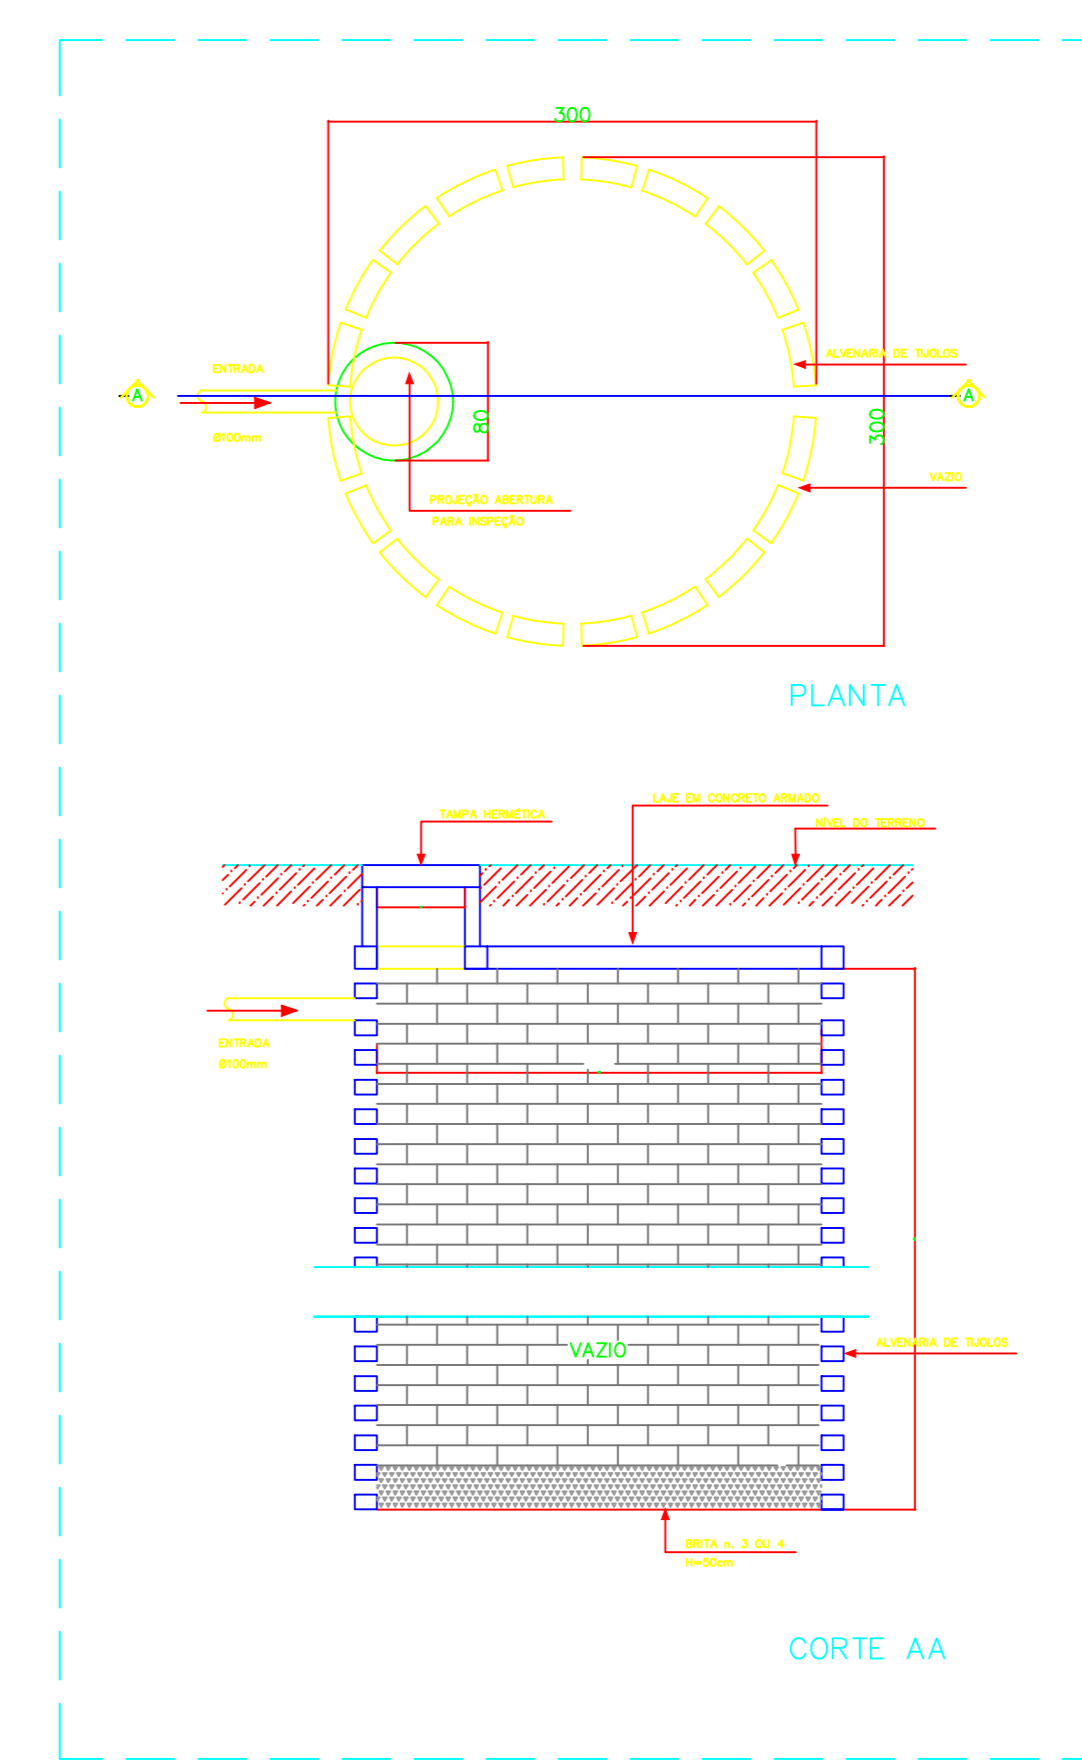 300
ENTRADA
Ø100mm
A
ALVENARIA DE TIJOLOS
A
80
300
VAZIO
PROJEÇÃO ABERTURA
PARA INSPEÇÃO
PLANTA
LAJE EM CONCRETO ARMADO
TAMPA HERMÉTICA
NÍVEL DO TERRENO
ENTRADA
Ø100mm
VAZIO
ALVENARIA DE TIJOLOS
BRITA n. 3 OU 4
H=50cm
CORTE AA